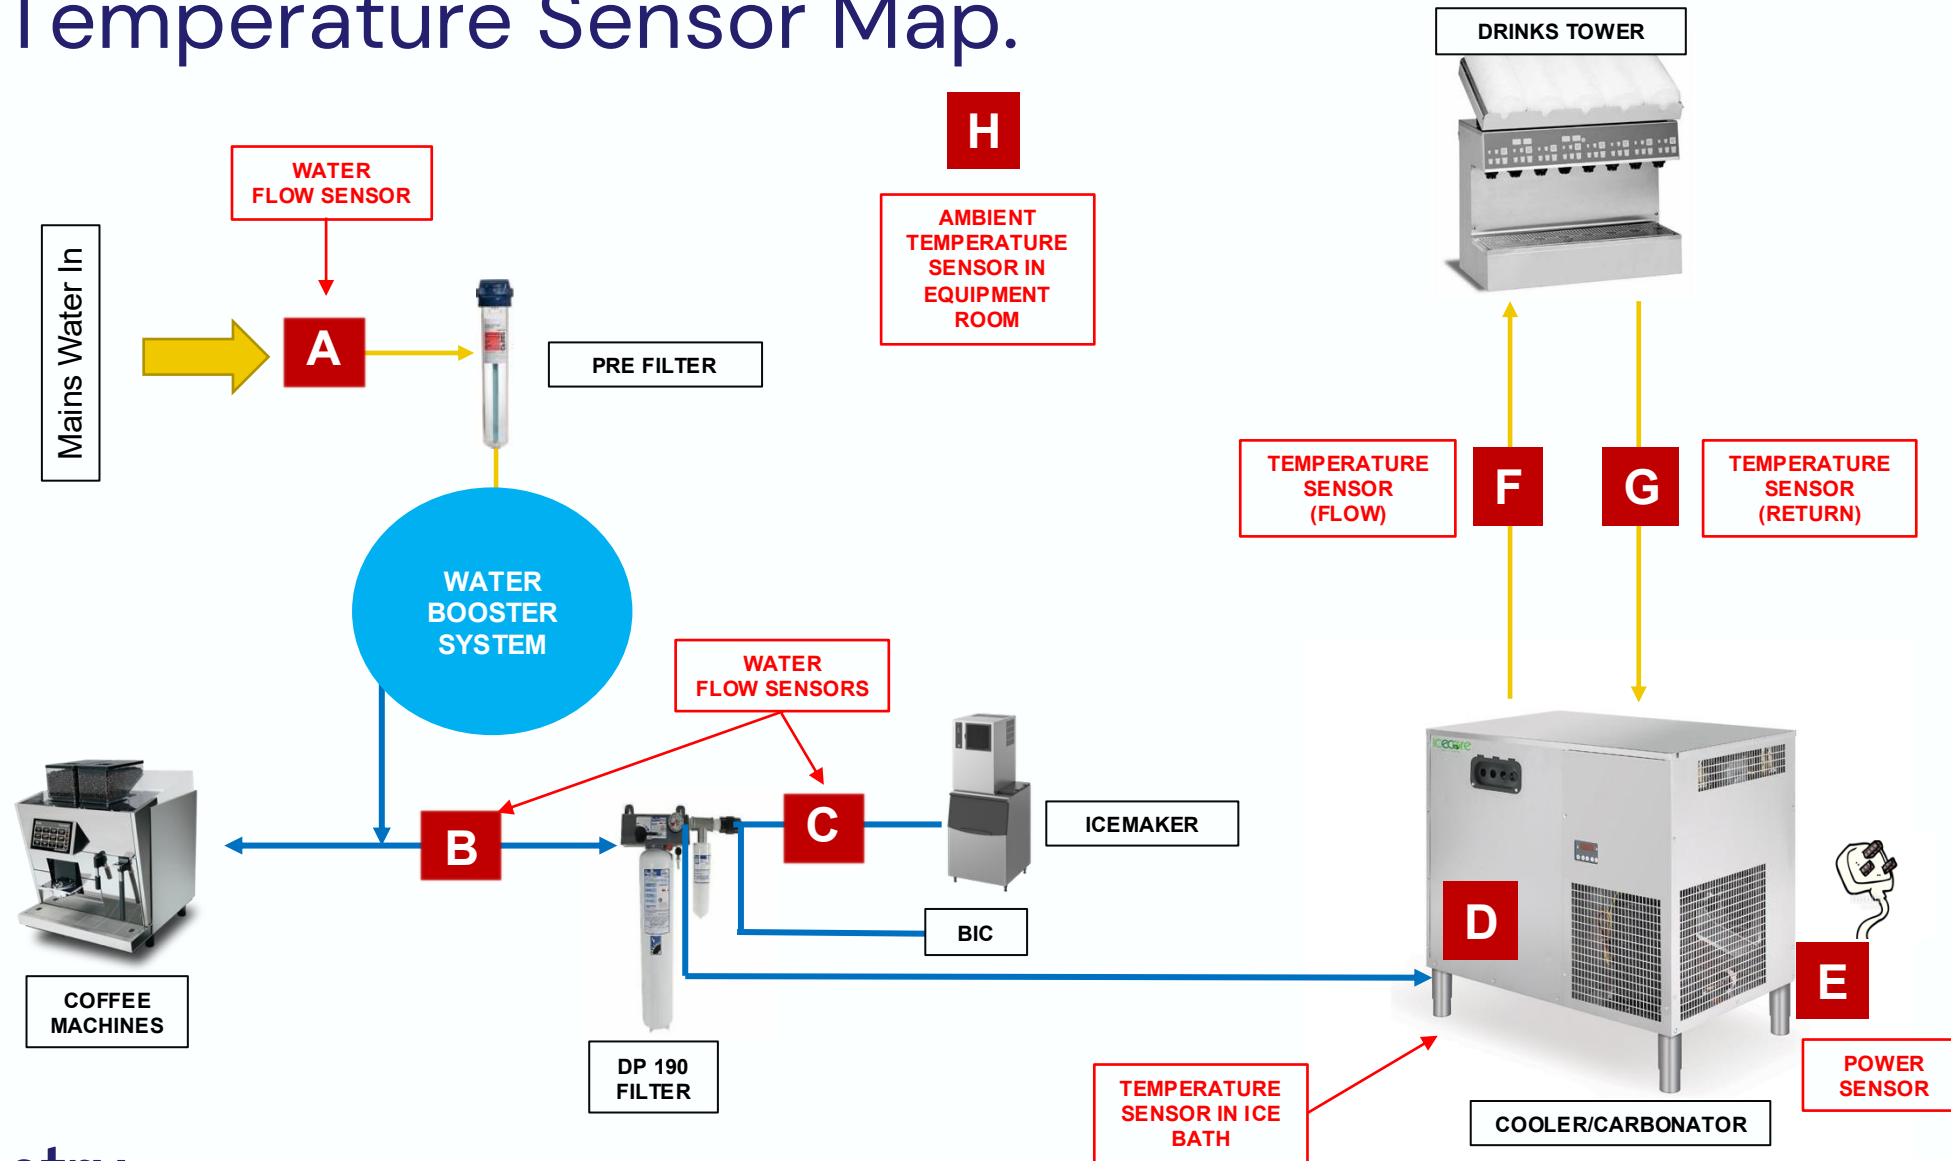 Temperature Sensor Map.
DRINKS TOWER
H
WATER
FLOW SENSOR
AMBIENT
TEMPERATURE
SENSOR IN
EQUIPMENT
ROOM
Mains Water In
A
PRE FILTER
TEMPERATURE
SENSOR
(FLOW)
F
G
TEMPERATURE
SENSOR
(RETURN)
WATER
BOOSTER
SYSTEM
WATER
FLOW SENSORS
icecore
B
C
ICEMAKER
D
BIC
E
COFFEE
MACHINES
DP 190
FILTER
TEMPERATURE
SENSOR IN ICE
BATH
POWER
SENSOR
COOLER/CARBONATOR